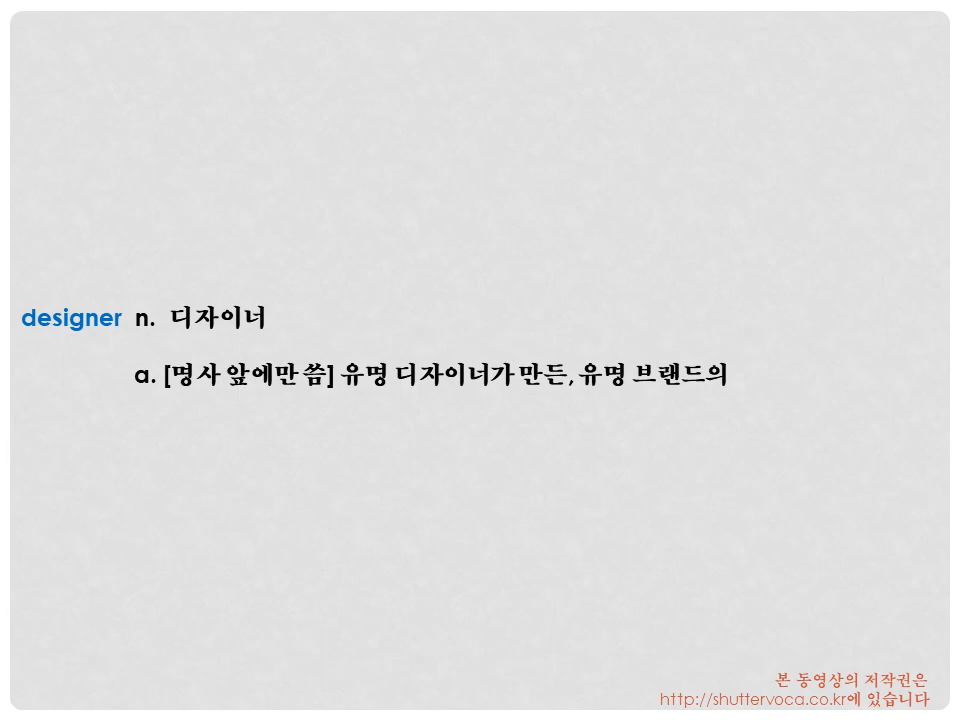 designer n. 디자이너
a. [명사 앞에만 씀] 유명 디자이너가 만든, 유명 브랜드의
본 동영상의 저작권은
http://shuttervoca.co.kr에 있습니다